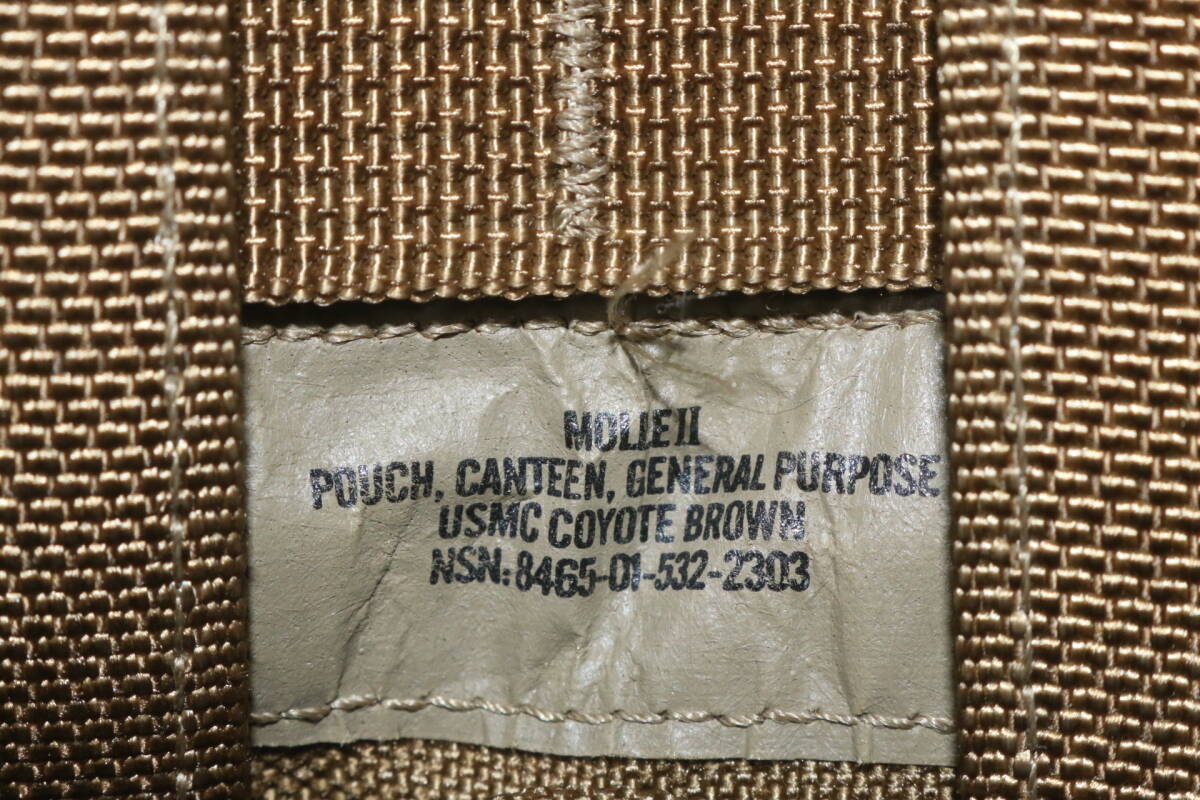 MOLLE II
POUCH, CANTEEN, GENERAL PURPOSE
USMC COYOTE BROWN
NSN: 8465-01-532-2303